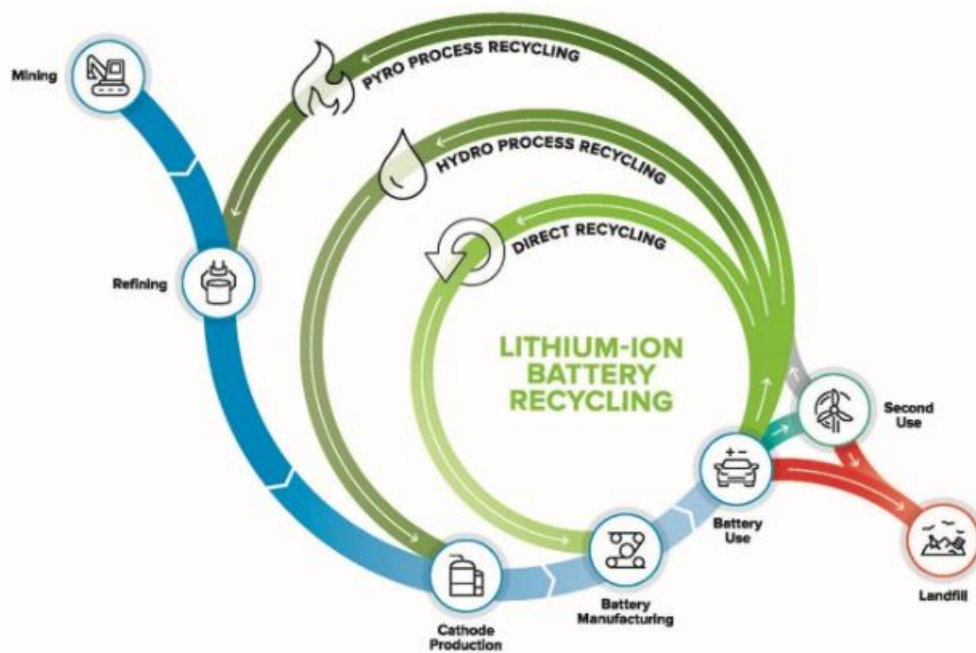 Mining
PYRO PROCESS RECYCLING
HYDRO PROCESS RECYCLING
DIRECT RECYCLING
Refining
LITHIUM-ION
BATTERY
RECYCLING
Second
Use
+ −
Battery
Use
Landfill
Battery
Manufacturing
Cathode
Production